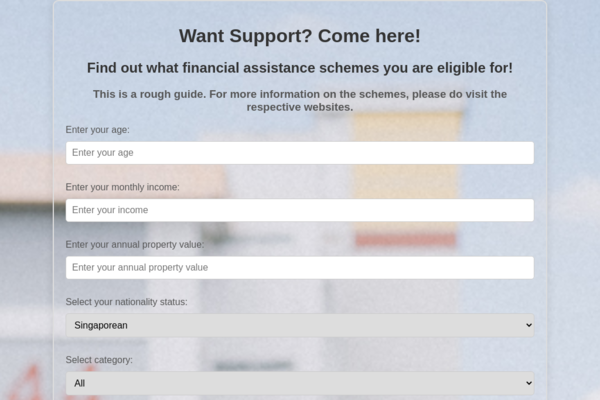 Want Support? Come here!
Find out what financial assistance schemes you are eligible for!
This is a rough guide. For more information on the schemes, please do visit the
respective websites.
Enter your age:
Enter your age
Enter your monthly income:
Enter your income
Enter your annual property value:
Enter your annual property value
Select your nationality status:
Singaporean
Select category:
All